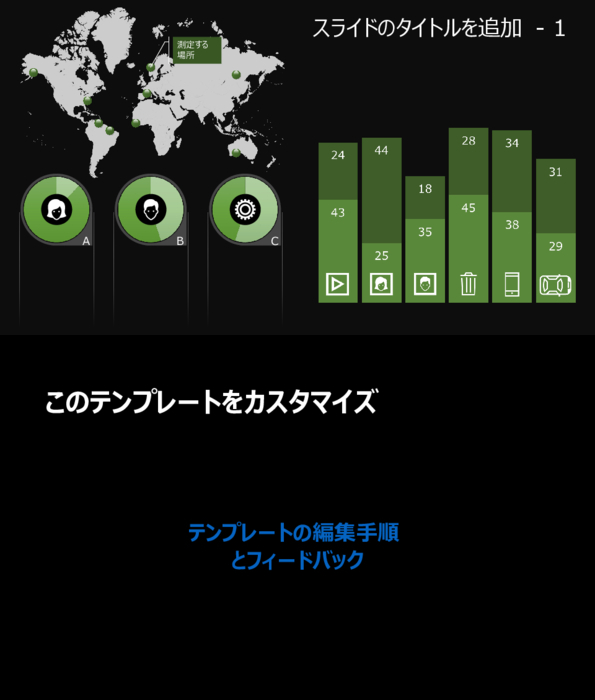 スライドのタイトルを追加 - 1
測定する
場所
A
B
C
24
44
18
28
34
31
43
25
35
45
38
29
このテンプレートをカスタマイズ
テンプレートの編集手順
とフィードバック